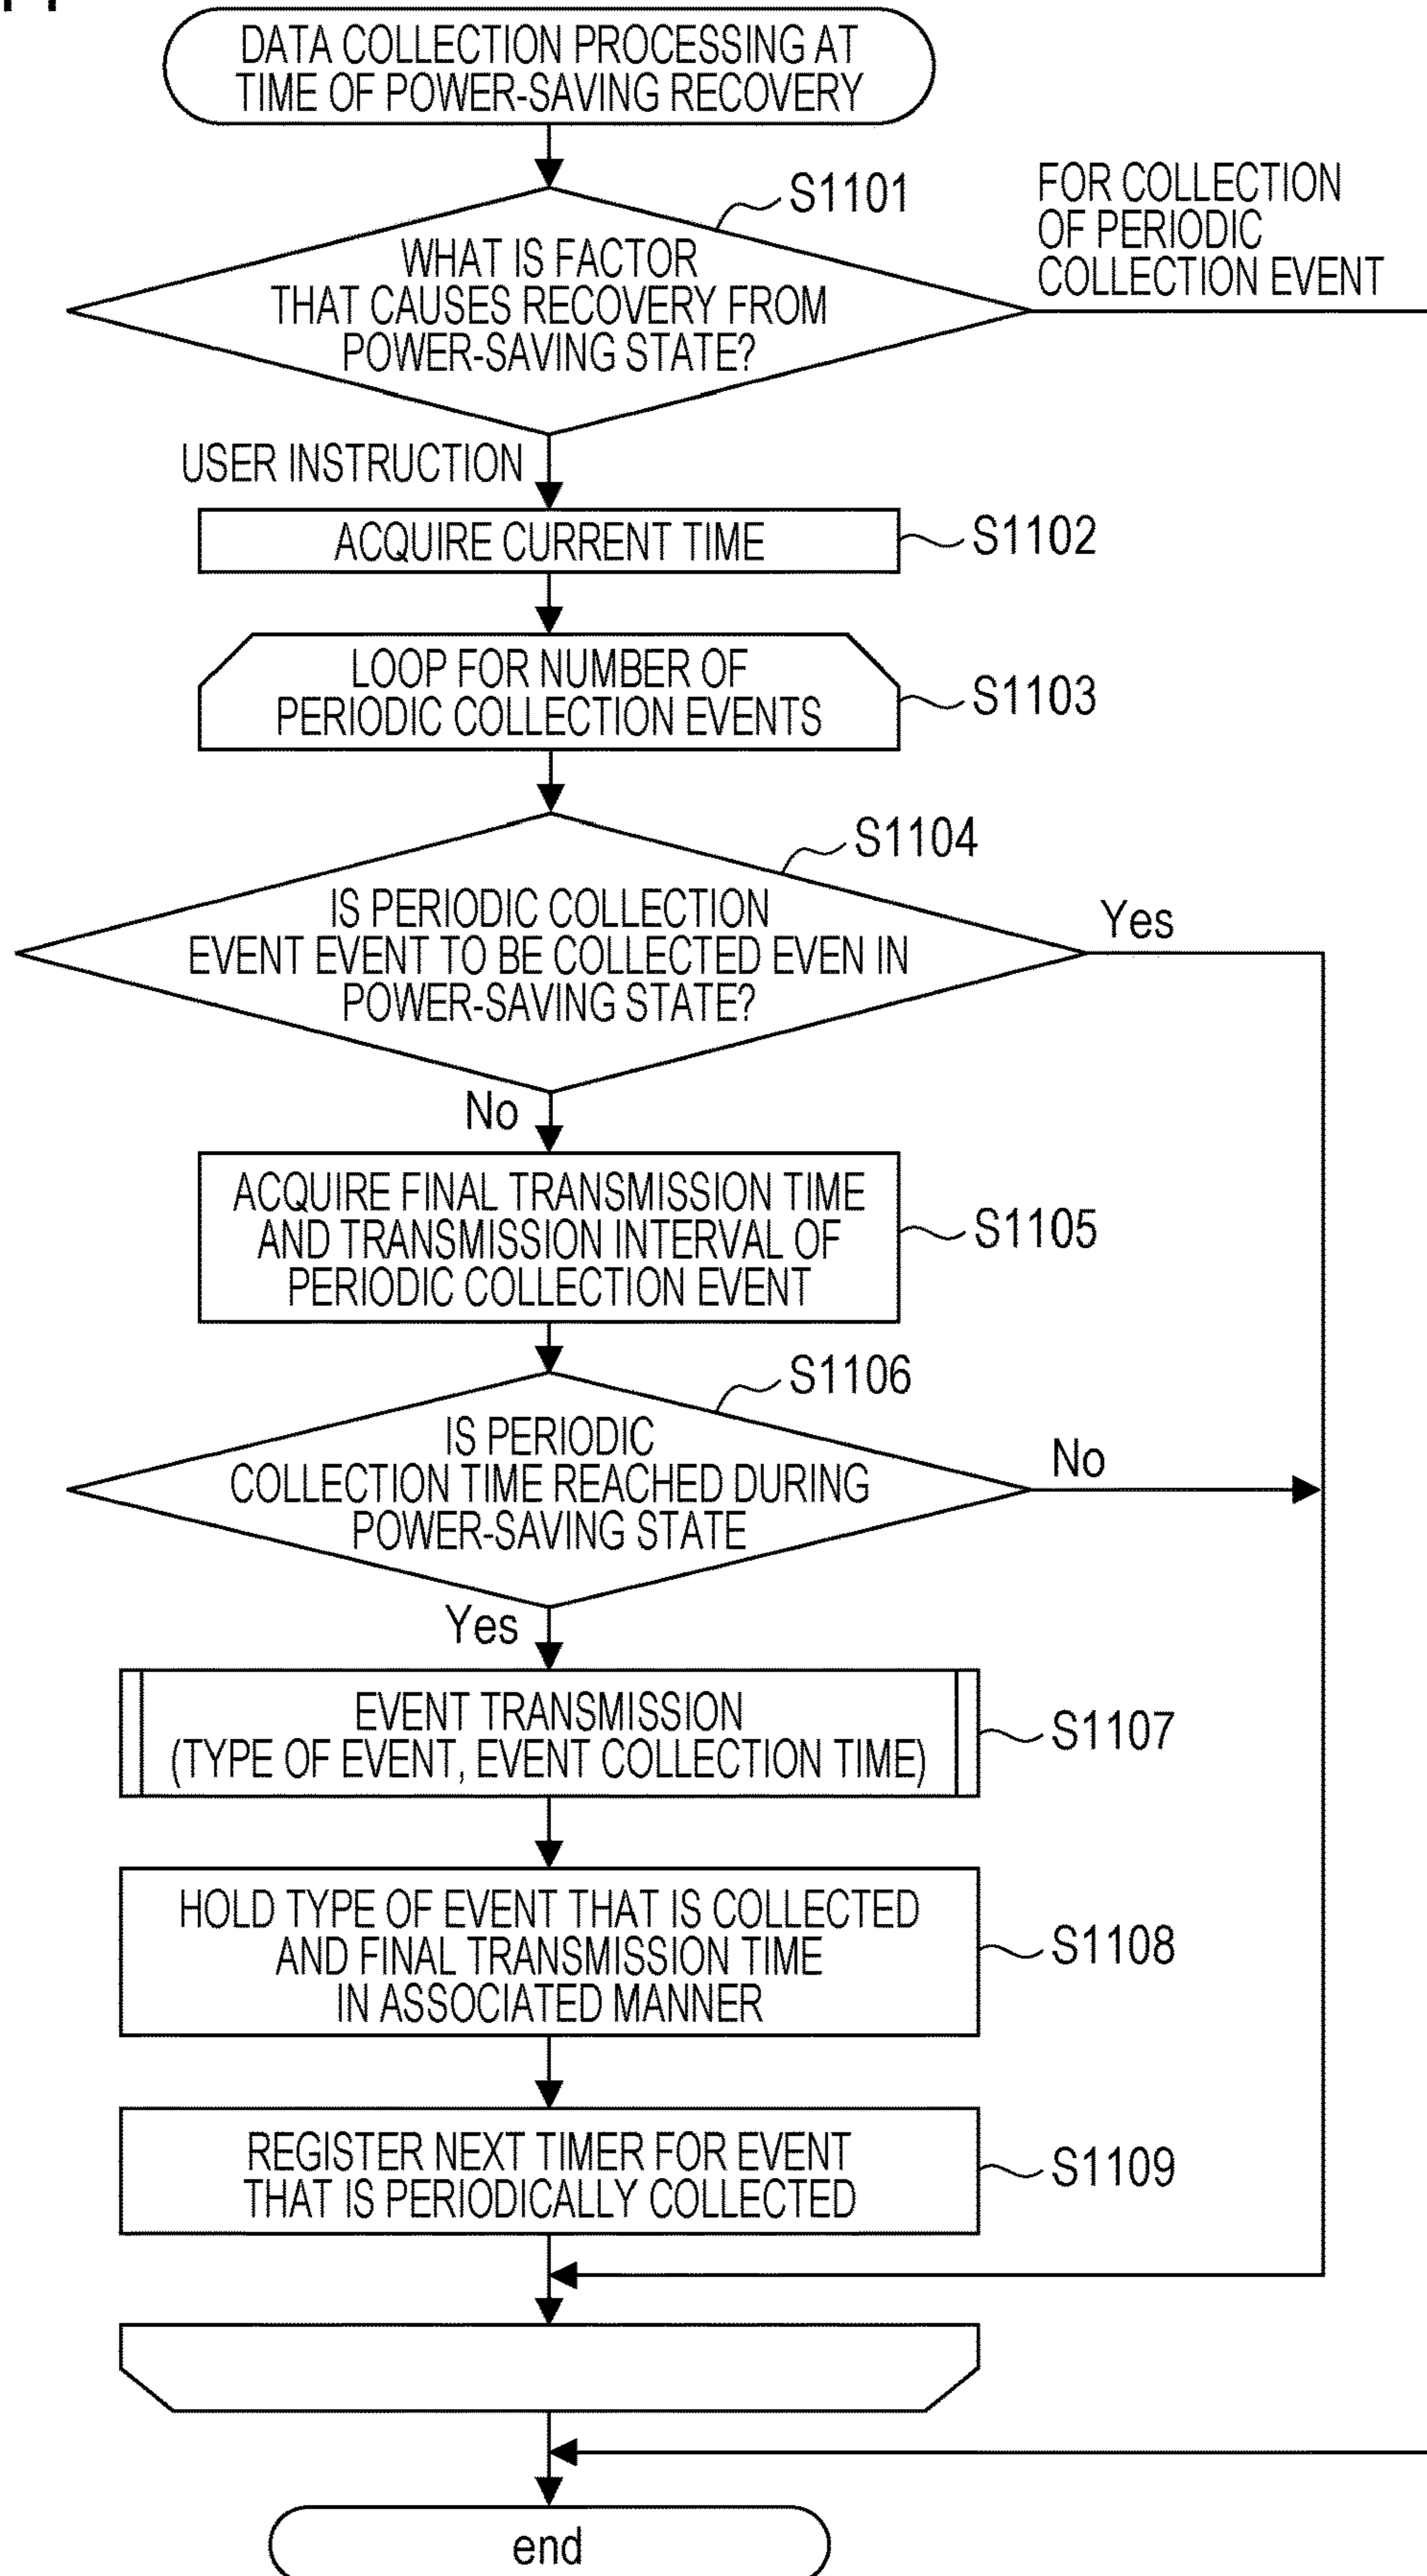 DATA COLLECTION PROCESSING AT
TIME OF POWER-SAVING RECOVERY
S1101
FOR COLLECTION
OF PERIODIC
COLLECTION EVENT
WHAT IS FACTOR
THAT CAUSES RECOVERY FROM
POWER-SAVING STATE?
USER INSTRUCTION
ACQUIRE CURRENT TIME
S1102
LOOP FOR NUMBER OF
PERIODIC COLLECTION EVENTS
S1103
S1104
IS PERIODIC COLLECTION
EVENT EVENT TO BE COLLECTED EVEN IN
POWER-SAVING STATE?
Yes
No
ACQUIRE FINAL TRANSMISSION TIME
AND TRANSMISSION INTERVAL OF
PERIODIC COLLECTION EVENT
S1105
S1106
IS PERIODIC
COLLECTION TIME REACHED DURING
POWER-SAVING STATE
No
Yes
EVENT TRANSMISSION
(TYPE OF EVENT, EVENT COLLECTION TIME)
S1107
HOLD TYPE OF EVENT THAT IS COLLECTED
AND FINAL TRANSMISSION TIME
IN ASSOCIATED MANNER
S1108
REGISTER NEXT TIMER FOR EVENT
THAT IS PERIODICALLY COLLECTED
S1109
end